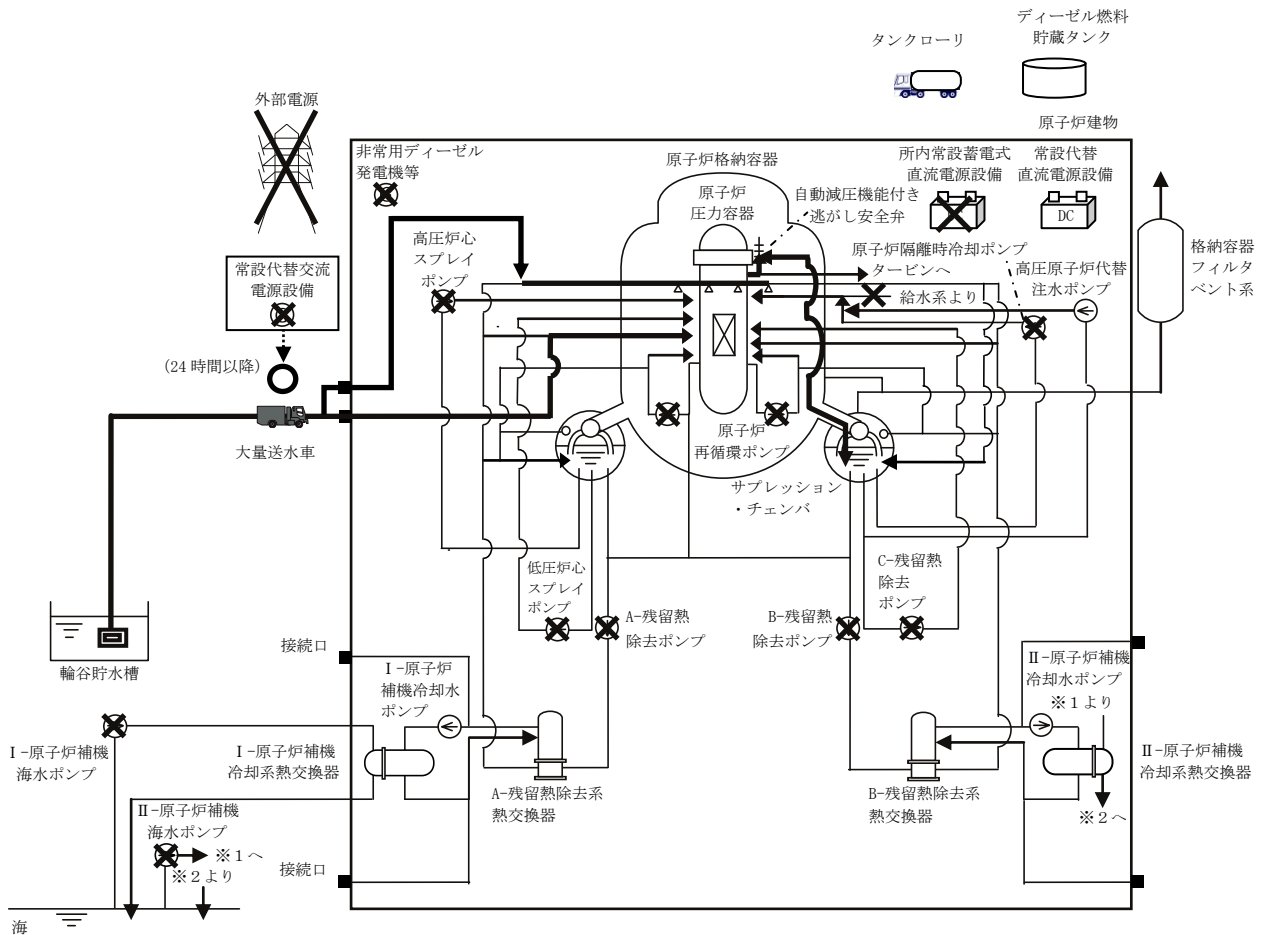 タンクローリ
ディーゼル燃料
貯蔵タンク
外部電源
原子炉建物
非常用ディーゼル
発電機等
原子炉格納容器
原子炉
圧力容器
所内常設蓄電式
直流電源設備
常設代替
直流電源設備
DC
自動減圧機能付き
逃がし安全弁
高圧炉心
スプレイ
ポンプ
原子炉隔離時冷却ポンプ
タービンへ
給水系より
高圧原子炉代替
注水ポンプ
格納容器
フィルタ
ベント系
常設代替交流
電源設備
(24 時間以降)
大量送水車
原子炉
再循環ポンプ
サプレッション
・チェンバ
低圧炉心
スプレイ
ポンプ
A-残留熱
除去ポンプ
B-残留熱
除去ポンプ
C-残留熱
除去
ポンプ
輪谷貯水槽
接続口
Ⅰ-原子炉
補機冷却水
ポンプ
Ⅱ-原子炉補機
冷却水ポンプ
※1より
Ⅰ-原子炉補機
海水ポンプ
Ⅰ-原子炉補機
冷却系熱交換器
Ⅱ-原子炉補機
冷却系熱交換器
A-残留熱除去系
熱交換器
B-残留熱除去系
熱交換器
※2へ
Ⅱ-原子炉補機
海水ポンプ
※1へ
※2より
接続口
海